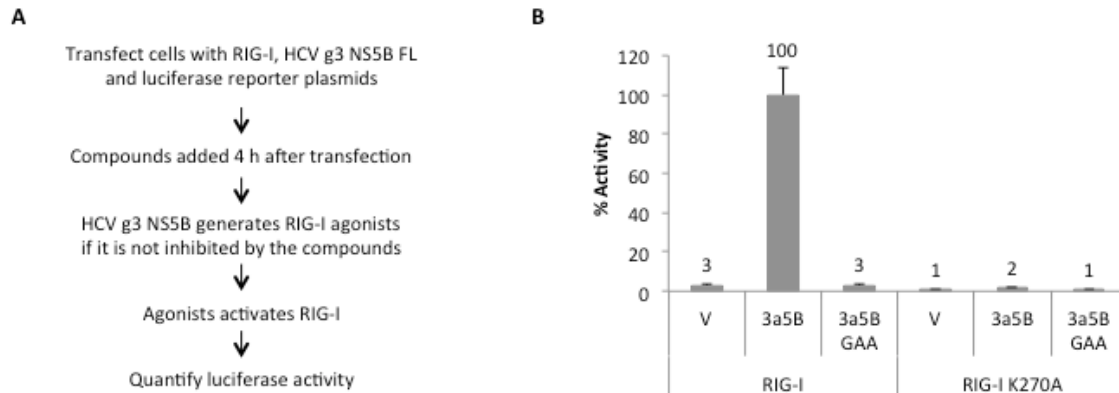 A
Transfect cells with RIG-I, HCV g3 NS5B FL
and luciferase reporter plasmids
Compounds added 4 h after transfection
HCV g3 NS5B generates RIG-I agonists
if it is not inhibited by the compounds
Agonists activates RIG-I
Quantify luciferase activity
B
% Activity
120
100
80
60
40
20
0
3
100
3
1
2
1
V
3a5B
3a5B
GAA
V
3a5B
3a5B
GAA
RIG-I
RIG-I K270A